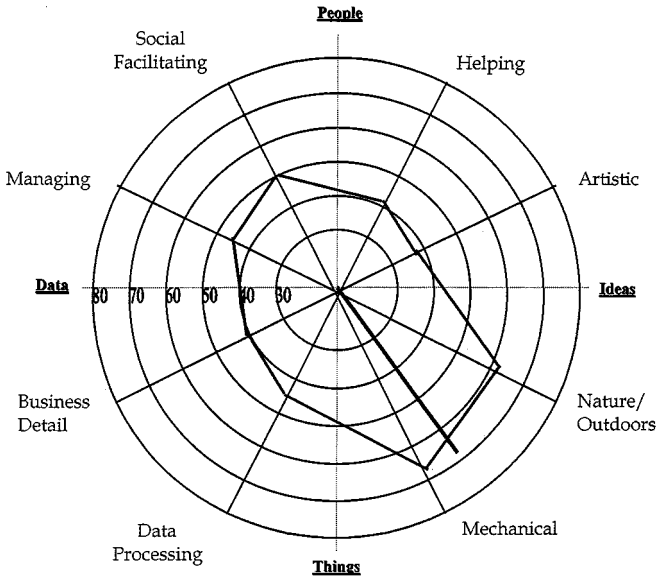 People
Social
Facilitating
Helping
Managing
Artistic
Data
80 70 60 50 40 30
Ideas
Business
Detail
Nature/
Outdoors
Data
Processing
Mechanical
Things